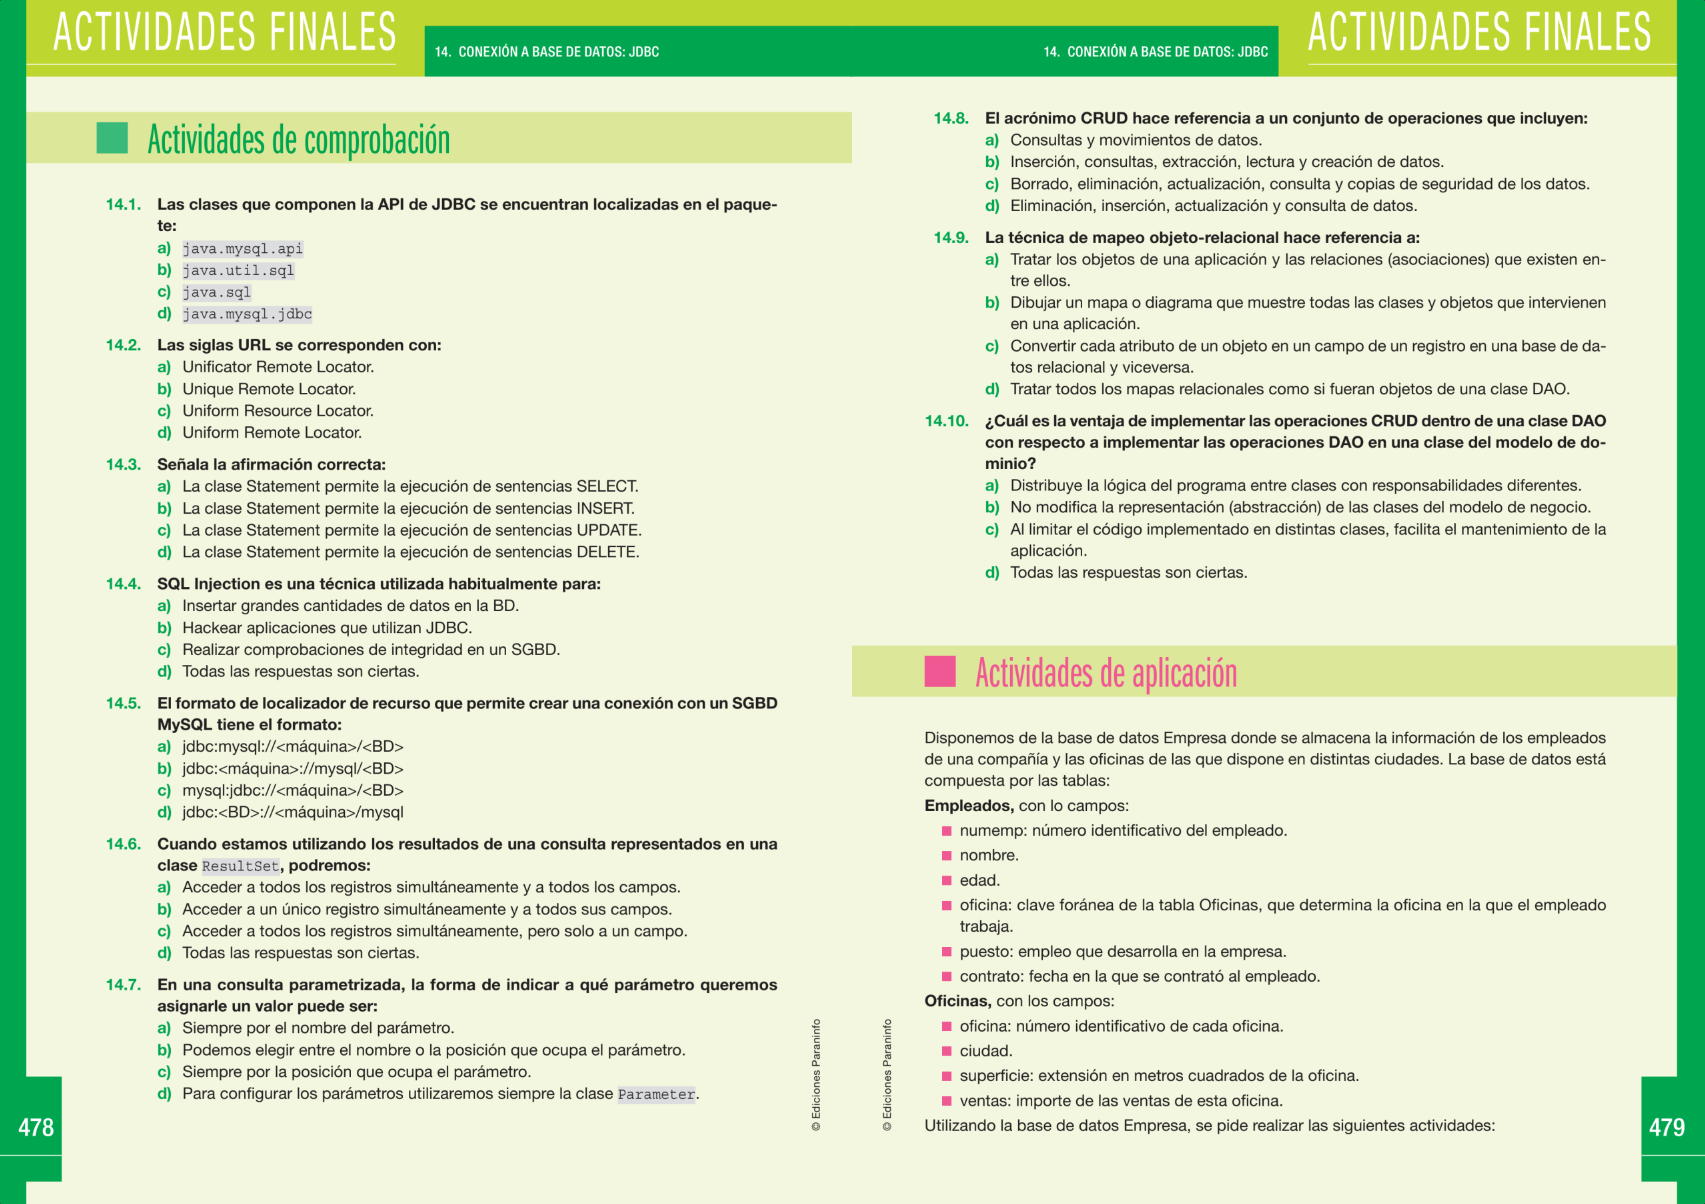 ACTIVIDADES FINALES
14. CONEXIÓN A BASE DE DATOS: JDBC
Actividades de comprobación
14.1. Las clases que componen la API de JDBC se encuentran localizadas en el paque-
te:
a) java.mysql.api
b) java.util.sql
c) java.sql
d) java.mysql.jdbc
14.2. Las siglas URL se corresponden con:
a) Unificator Remote Locator.
b) Unique Remote Locator.
c) Uniform Resource Locator.
d) Uniform Remote Locator.
14.3. Señala la afirmación correcta:
a) La clase Statement permite la ejecución de sentencias SELECT.
b) La clase Statement permite la ejecución de sentencias INSERT.
c) La clase Statement permite la ejecución de sentencias UPDATE.
d) La clase Statement permite la ejecución de sentencias DELETE.
14.4. SQL Injection es una técnica utilizada habitualmente para:
a) Insertar grandes cantidades de datos en la BD.
b) Hackear aplicaciones que utilizan JDBC.
c) Realizar comprobaciones de integridad en un SGBD.
d) Todas las respuestas son ciertas.
14.5. El formato de localizador de recurso que permite crear una conexión con un SGBD
MySQL tiene el formato:
a) jdbc:mysql://<máquina>/<BD>
b) jdbc:<máquina>://mysql/<BD>
c) mysql:jdbc://<máquina>/<BD>
d) jdbc:<BD>://<máquina>/mysql
14.6. Cuando estamos utilizando los resultados de una consulta representados en una
clase ResultSet, podremos:
a) Acceder a todos los registros simultáneamente y a todos los campos.
b) Acceder a un único registro simultáneamente y a todos sus campos.
c) Acceder a todos los registros simultáneamente, pero solo a un campo.
d) Todas las respuestas son ciertas.
14.7. En una consulta parametrizada, la forma de indicar a qué parámetro queremos
asignarle un valor puede ser:
a) Siempre por el nombre del parámetro.
b) Podemos elegir entre el nombre o la posición que ocupa el parámetro.
c) Siempre por la posición que ocupa el parámetro.
d) Para configurar los parámetros utilizaremos siempre la clase Parameter.
© Ediciones Paraninfo
478
14. CONEXIÓN A BASE DE DATOS: JDBC
ACTIVIDADES FINALES
14.8. El acrónimo CRUD hace referencia a un conjunto de operaciones que incluyen:
a) Consultas y movimientos de datos.
b) Inserción, consultas, extracción, lectura y creación de datos.
c) Borrado, eliminación, actualización, consulta y copias de seguridad de los datos.
d) Eliminación, inserción, actualización y consulta de datos.
14.9. La técnica de mapeo objeto-relacional hace referencia a:
a) Tratar los objetos de una aplicación y las relaciones (asociaciones) que existen en-
tre ellos.
b) Dibujar un mapa o diagrama que muestre todas las clases y objetos que intervienen
en una aplicación.
c) Convertir cada atributo de un objeto en un campo de un registro en una base de da-
tos relacional y viceversa.
d) Tratar todos los mapas relacionales como si fueran objetos de una clase DAO.
14.10. ¿Cuál es la ventaja de implementar las operaciones CRUD dentro de una clase DAO
con respecto a implementar las operaciones DAO en una clase del modelo de do-
minio?
a) Distribuye la lógica del programa entre clases con responsabilidades diferentes.
b) No modifica la representación (abstracción) de las clases del modelo de negocio.
c) Al limitar el código implementado en distintas clases, facilita el mantenimiento de la
aplicación.
d) Todas las respuestas son ciertas.
Actividades de aplicación
Disponemos de la base de datos Empresa donde se almacena la información de los empleados
de una compañía y las oficinas de las que dispone en distintas ciudades. La base de datos está
compuesta por las tablas:
Empleados, con lo campos:
numemp: número identificativo del empleado.
nombre.
edad.
oficina: clave foránea de la tabla Oficinas, que determina la oficina en la que el empleado
trabaja.
puesto: empleo que desarrolla en la empresa.
contrato: fecha en la que se contrató al empleado.
Oficinas, con los campos:
oficina: número identificativo de cada oficina.
ciudad.
superficie: extensión en metros cuadrados de la oficina.
ventas: importe de las ventas de esta oficina.
Utilizando la base de datos Empresa, se pide realizar las siguientes actividades:
© Ediciones Paraninfo
479